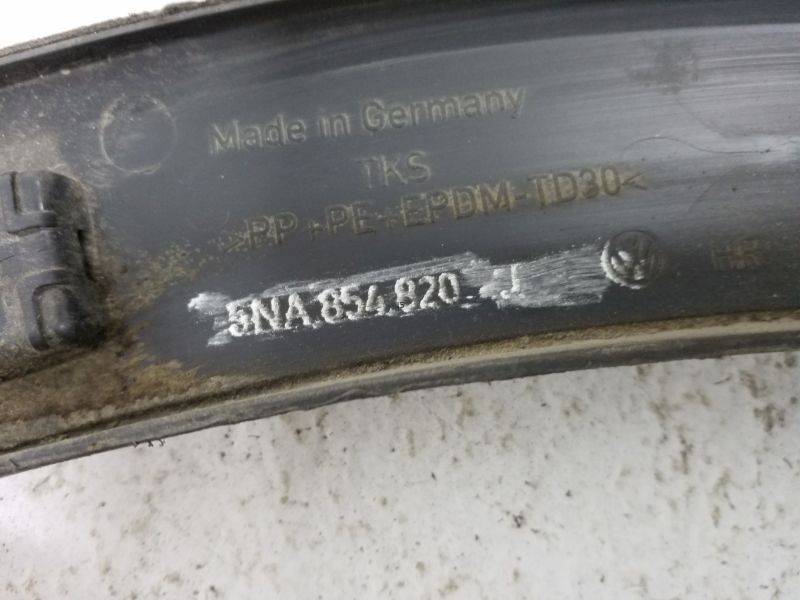 Made in Germany
TKS
>PP+PE+EPDM-TD30<
5NA.854.820